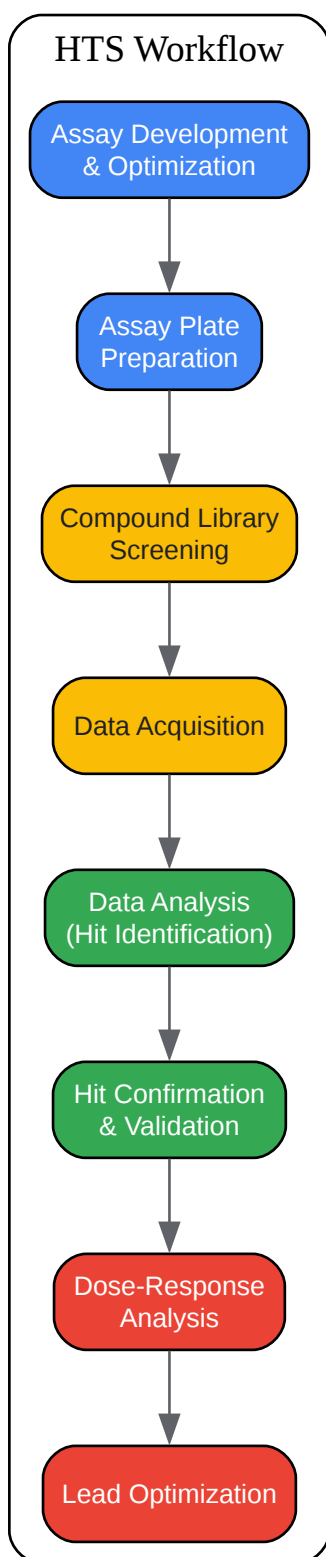 HTS Workflow
Assay Development
& Optimization
Assay Plate
Preparation
Compound Library
Screening
Data Acquisition
Data Analysis
(Hit Identification)
Hit Confirmation
& Validation
Dose-Response
Analysis
Lead Optimization